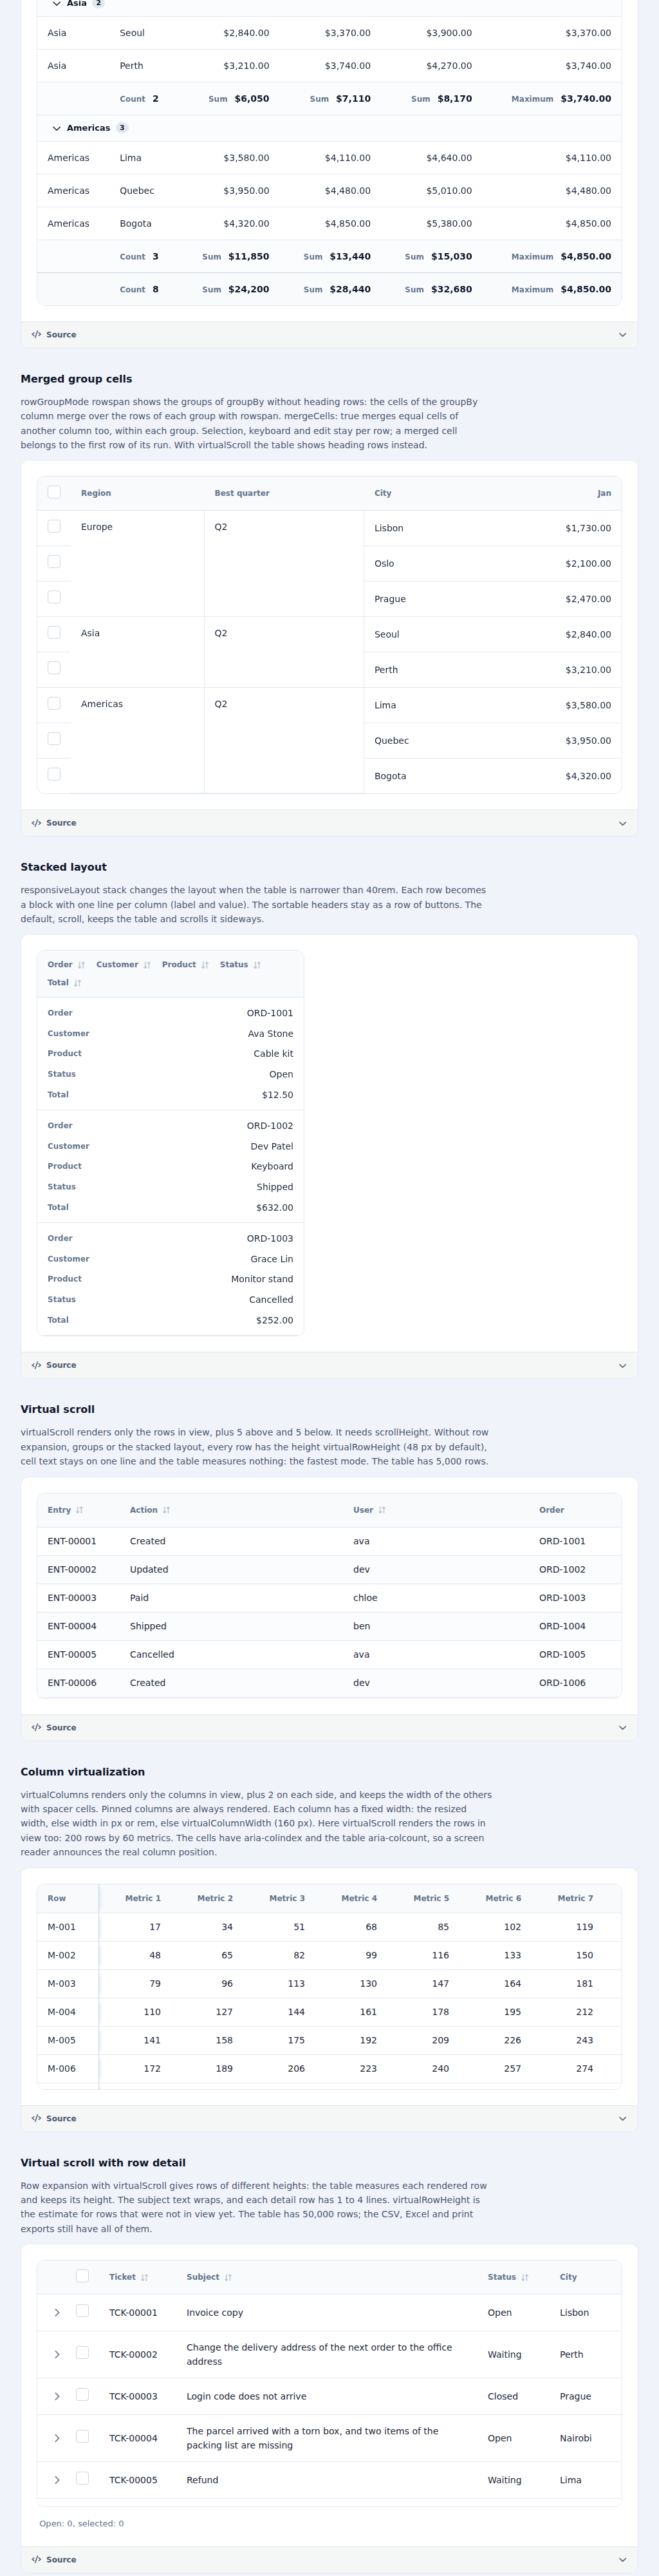 Asia 2
Asia Seoul $2,840.00 $3,370.00 $3,900.00 $3,370.00
Asia Perth $3,210.00 $3,740.00 $4,270.00 $3,740.00
Count 2 Sum $6,050 Sum $7,110 Sum $8,170 Maximum $3,740.00
Americas 3
Americas Lima $3,580.00 $4,110.00 $4,640.00 $4,110.00
Americas Quebec $3,950.00 $4,480.00 $5,010.00 $4,480.00
Americas Bogota $4,320.00 $4,850.00 $5,380.00 $4,850.00
Count 3 Sum $11,850 Sum $13,440 Sum $15,030 Maximum $4,850.00
Count 8 Sum $24,200 Sum $28,440 Sum $32,680 Maximum $4,850.00
</> Source
Merged group cells
rowGroupMode rowspan shows the groups of groupBy without heading rows: the cells of the groupBy
column merge over the rows of each group with rowspan. mergeCells: true merges equal cells of
another column too, within each group. Selection, keyboard and edit stay per row; a merged cell
belongs to the first row of its run. With virtualScroll the table shows heading rows instead.
Region Best quarter City Jan
Europe Q2 Lisbon $1,730.00
Oslo $2,100.00
Prague $2,470.00
Asia Q2 Seoul $2,840.00
Perth $3,210.00
Americas Q2 Lima $3,580.00
Quebec $3,950.00
Bogota $4,320.00
</> Source
Stacked layout
responsiveLayout stack changes the layout when the table is narrower than 40rem. Each row becomes
a block with one line per column (label and value). The sortable headers stay as a row of buttons. The
default, scroll, keeps the table and scrolls it sideways.
Order Customer Product Status
Total
Order ORD-1001
Customer Ava Stone
Product Cable kit
Status Open
Total $12.50
Order ORD-1002
Customer Dev Patel
Product Keyboard
Status Shipped
Total $632.00
Order ORD-1003
Customer Grace Lin
Product Monitor stand
Status Cancelled
Total $252.00
</> Source
Virtual scroll
virtualScroll renders only the rows in view, plus 5 above and 5 below. It needs scrollHeight. Without row
expansion, groups or the stacked layout, every row has the height virtualRowHeight (48 px by default),
cell text stays on one line and the table measures nothing: the fastest mode. The table has 5,000 rows.
Entry Action User Order
ENT-00001 Created ava ORD-1001
ENT-00002 Updated dev ORD-1002
ENT-00003 Paid chloe ORD-1003
ENT-00004 Shipped ben ORD-1004
ENT-00005 Cancelled ava ORD-1005
ENT-00006 Created dev ORD-1006
</> Source
Column virtualization
virtualColumns renders only the columns in view, plus 2 on each side, and keeps the width of the others
with spacer cells. Pinned columns are always rendered. Each column has a fixed width: the resized
width, else width in px or rem, else virtualColumnWidth (160 px). Here virtualScroll renders the rows in
view too: 200 rows by 60 metrics. The cells have aria-colindex and the table aria-colcount, so a screen
reader announces the real column position.
Row Metric 1 Metric 2 Metric 3 Metric 4 Metric 5 Metric 6 Metric 7
M-001 17 34 51 68 85 102 119
M-002 48 65 82 99 116 133 150
M-003 79 96 113 130 147 164 181
M-004 110 127 144 161 178 195 212
M-005 141 158 175 192 209 226 243
M-006 172 189 206 223 240 257 274
</> Source
Virtual scroll with row detail
Row expansion with virtualScroll gives rows of different heights: the table measures each rendered row
and keeps its height. The subject text wraps, and each detail row has 1 to 4 lines. virtualRowHeight is
the estimate for rows that were not in view yet. The table has 50,000 rows; the CSV, Excel and print
exports still have all of them.
Ticket Subject Status City
TCK-00001 Invoice copy Open Lisbon
TCK-00002 Change the delivery address of the next order to the office
address Waiting Perth
TCK-00003 Login code does not arrive Closed Prague
TCK-00004 The parcel arrived with a torn box, and two items of the
packing list are missing Open Nairobi
TCK-00005 Refund Waiting Lima
Open: 0, selected: 0
</> Source